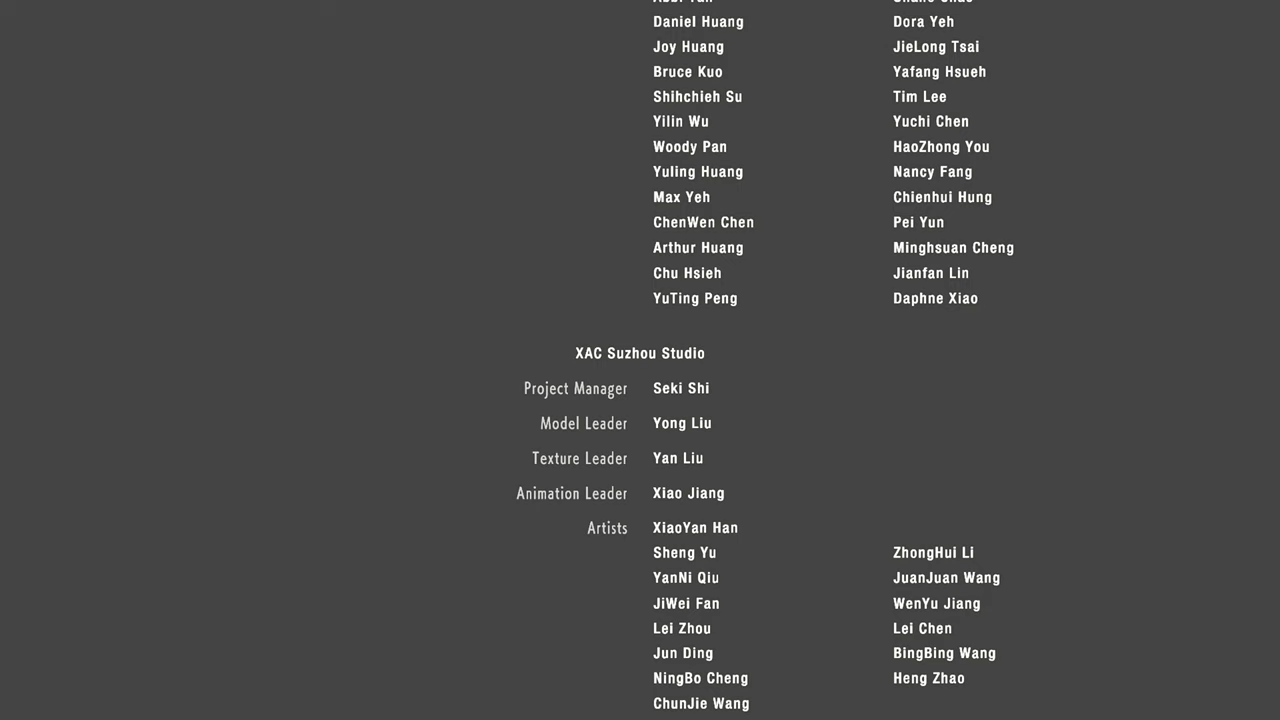 Daniel Huang Dora Yeh
Joy Huang JieLong Tsai
Bruce Kuo Yafang Hsueh
Shihchieh Su Tim Lee
Yilin Wu Yuchi Chen
Woody Pan HaoZhong You
Yuling Huang Nancy Fang
Max Yeh Chienhui Hung
ChenWen Chen Pei Yun
Arthur Huang Minghsuan Cheng
Chu Hsieh Jianfan Lin
YuTing Peng Daphne Xiao
XAC Suzhou Studio
Project Manager Seki Shi
Model Leader Yong Liu
Texture Leader Yan Liu
Animation Leader Xiao Jiang
Artists XiaoYan Han
Sheng Yu ZhongHui Li
YanNi Qiu JuanJuan Wang
JiWei Fan WenYu Jiang
Lei Zhou Lei Chen
Jun Ding BingBing Wang
NingBo Cheng Heng Zhao
ChunJie Wang